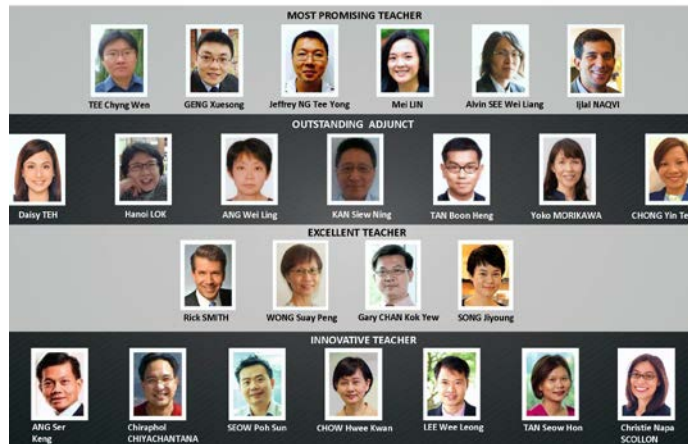 MOST PROMISING TEACHER
TEE Chyng Wen GENG Xuesong Jeffrey NG Tee Yong Mei LIN Alvin SEE Wei Liang Ijlal NAQVI
OUTSTANDING ADJUNCT
Daisy TEH Hanoi LOK ANG Wei Ling KAN Siew Ning TAN Boon Heng Yoko MORIKAWA CHONG Yin Te
EXCELLENT TEACHER
Rick SMITH WONG Suay Peng Gary CHAN Kok Yew SONG Jiyoung
INNOVATIVE TEACHER
ANG Ser Chiraphol SEOW Poh Sun CHOW Hwee Kwan LEE Wee Leong TAN Seow Hon Christie Napa
Keng CHIYACHANTANA SCOLLON